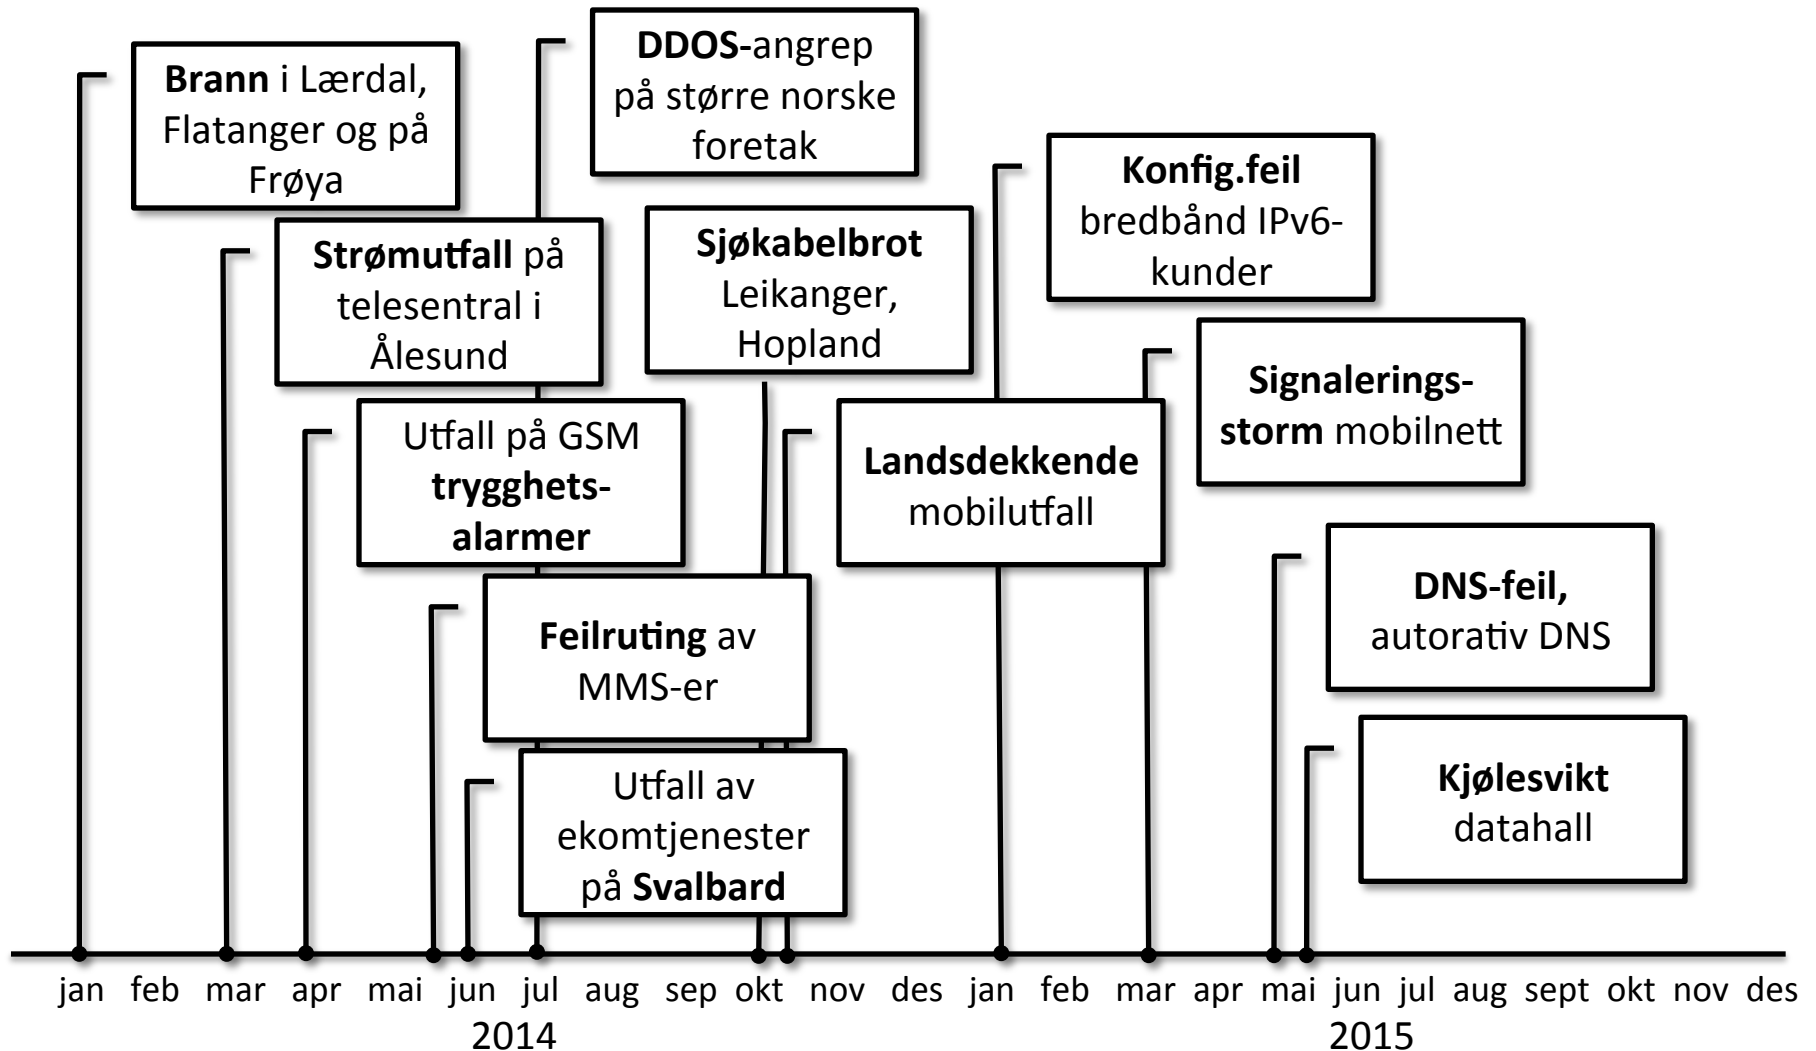 Brann i Lærdal,
Flatanger og på
Frøya
Strømutfall på
telesentral i
Ålesund
Utfall på GSM
trygghets-
alarmer
Feilruting av
MMS-er
Utfall av
ekomtjenester
på Svalbard
DDOS-angrep
på større norske
foretak
Sjøkabelbrot
Leikanger,
Hopland
Landsdekkende
mobilutfall
Konfig.feil
bredbånd IPv6-
kunder
Signalerings-
storm mobilnett
DNS-feil,
autorativ DNS
Kjølesvikt
datahall
jan feb mar apr mai jun jul aug sep okt nov des jan feb mar apr mai jun jul aug sept okt nov des
2014 2015